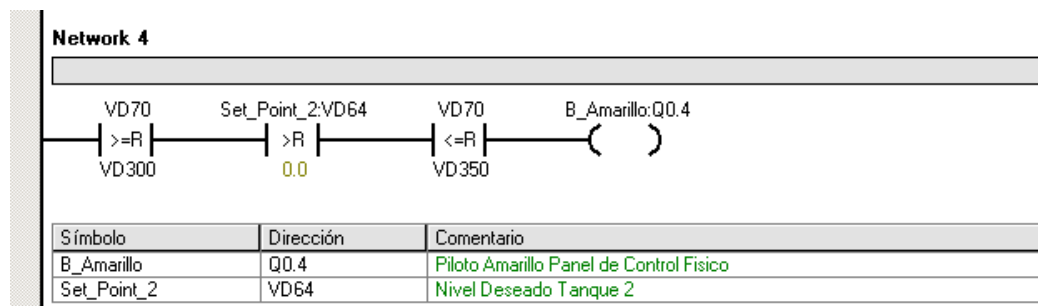 Network 4
VD70 Set_Point_2:VD64 VD70 B_Amarillo:Q0.4
>=R >R <=R
VD300 0.0 VD350
Símbolo Dirección Comentario
B_Amarillo Q0.4 Piloto Amarillo Panel de Control Fisico
Set_Point_2 VD64 Nivel Deseado Tanque 2